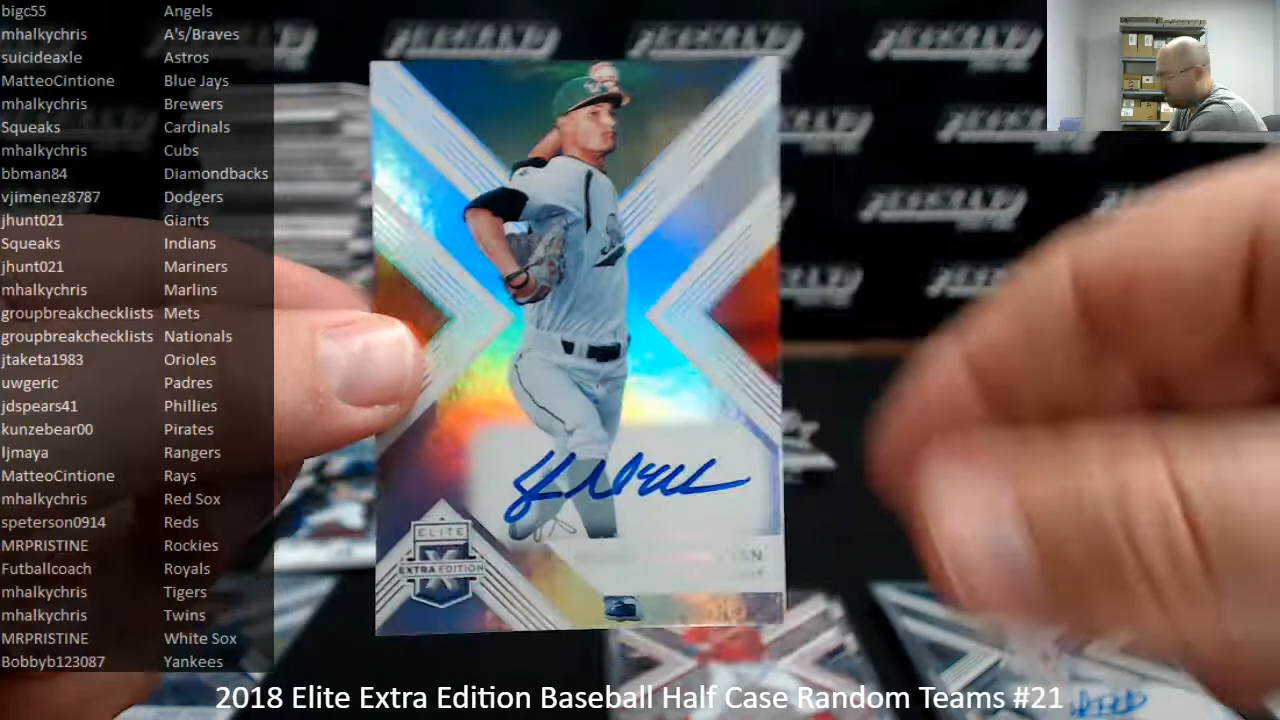 bigc55 Angels
mhalkychris A's/Braves
suicideaxle Astros
MatteoCintione Blue Jays
mhalkychris Brewers
Squeaks Cardinals
mhalkychris Cubs
bbman84 Diamondbacks
vjimenez8787 Dodgers
jhunt021 Giants
Squeaks Indians
jhunt021 Mariners
mhalkychris Marlins
groupbreakchecklists Mets
groupbreakchecklists Nationals
jtaketa1983 Orioles
uwgeric Padres
jdspears41 Phillies
kunzebear00 Pirates
ljmaya Rangers
MatteoCintione Rays
mhalkychris Red Sox
speterson0914 Reds
MRPRISTINE Rockies
Futballcoach Royals
mhalkychris Tigers
mhalkychris Twins
MRPRISTINE White Sox
Bobbyb123087 Yankees
ELITE
EXTRA EDITION
2018 Elite Extra Edition Baseball Half Case Random Teams #21